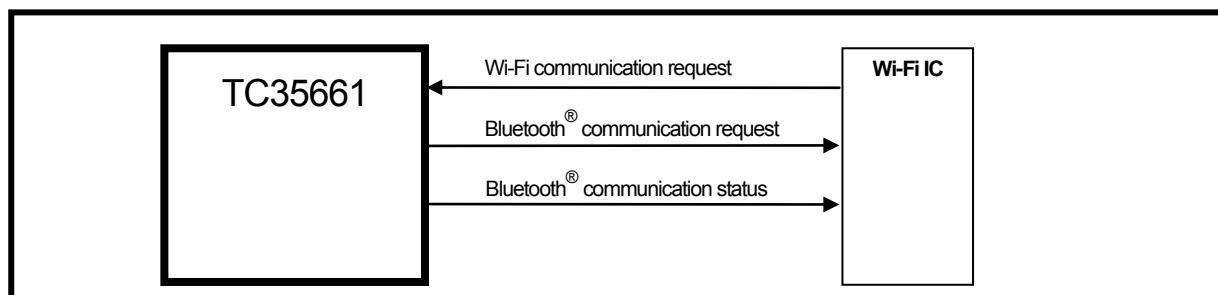 TC35661
Wi-Fi communication request
Wi-Fi IC
Bluetooth® communication request
Bluetooth® communication status